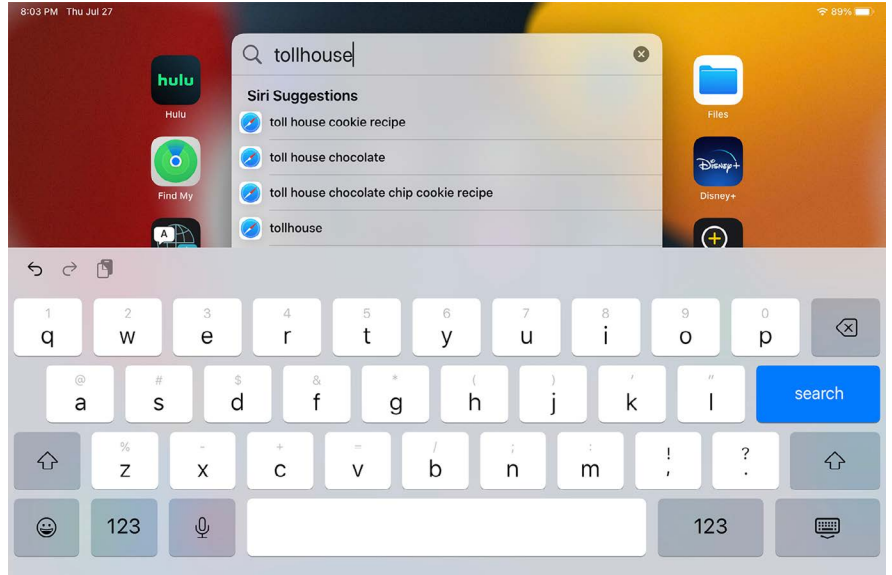 8:03 PM Thu Jul 27
89%
tollhouse
hulu
Hulu
Siri Suggestions
toll house cookie recipe
Files
toll house chocolate
Disney+
Find My
toll house chocolate chip cookie recipe
Disney+
A
tollhouse
1 2 3 4 5 6 7 8 9 0
q w e r t y u i o p
@ # $ & * ( ) ' "
a s d f g h j k l search
% - + = / ; : ! ?
z x c v b n m , .
123 123